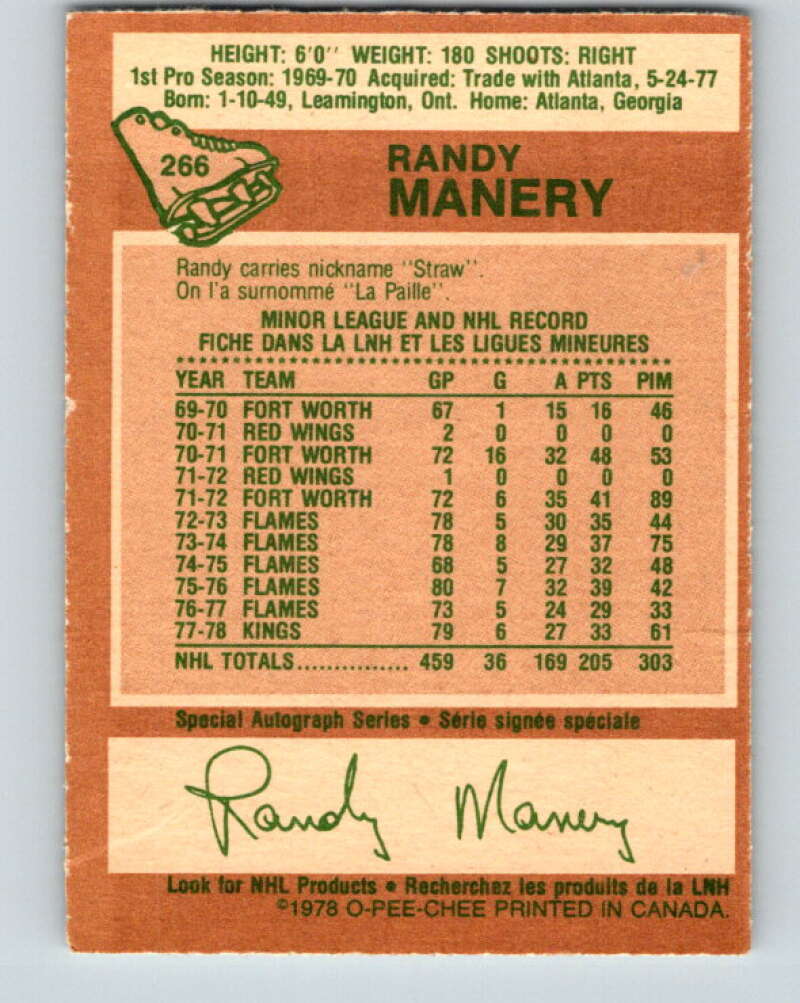 HEIGHT: 6'0'' WEIGHT: 180 SHOOTS: RIGHT
1st Pro Season: 1969-70 Acquired: Trade with Atlanta, 5-24-77
Born: 1-10-49, Leamington, Ont. Home: Atlanta, Georgia
266
RANDY
MANERY
Randy carries nickname ''Straw''.
On l'a surnommé ''La Paille''.
MINOR LEAGUE AND NHL RECORD
FICHE DANS LA LNH ET LES LIGUES MINEURES
YEAR TEAM GP G A PTS PIM
69-70 FORT WORTH 67 1 15 16 46
70-71 RED WINGS 2 0 0 0 0
70-71 FORT WORTH 72 16 32 48 53
71-72 RED WINGS 1 0 0 0 0
71-72 FORT WORTH 72 6 35 41 89
72-73 FLAMES 78 5 30 35 44
73-74 FLAMES 78 8 29 37 75
74-75 FLAMES 68 5 27 32 48
75-76 FLAMES 80 7 32 39 42
76-77 FLAMES 73 5 24 29 33
77-78 KINGS 79 6 27 33 61
NHL TOTALS............... 459 36 169 205 303
Special Autograph Series • Série signée spéciale
Randy Manery
Look for NHL Products • Recherchez les produits de la LNH
©1978 O-PEE-CHEE PRINTED IN CANADA.